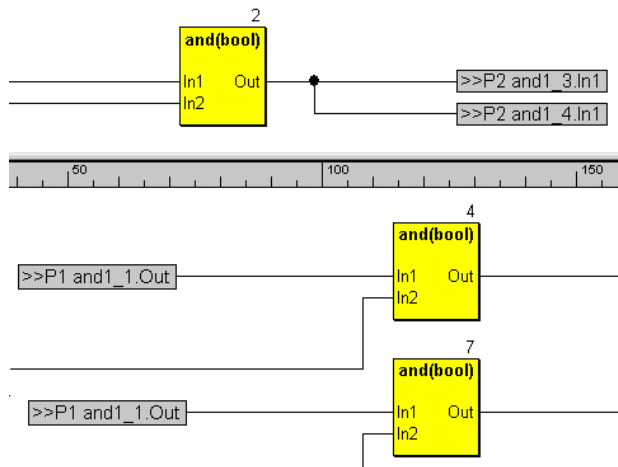 2
and(bool)
In1 Out >>P2 and1_3.In1
In2 >>P2 and1_4.In1
50 100 150
4
and(bool)
>>P1 and1_1.Out In1 Out
In2
7
and(bool)
>>P1 and1_1.Out In1 Out
In2